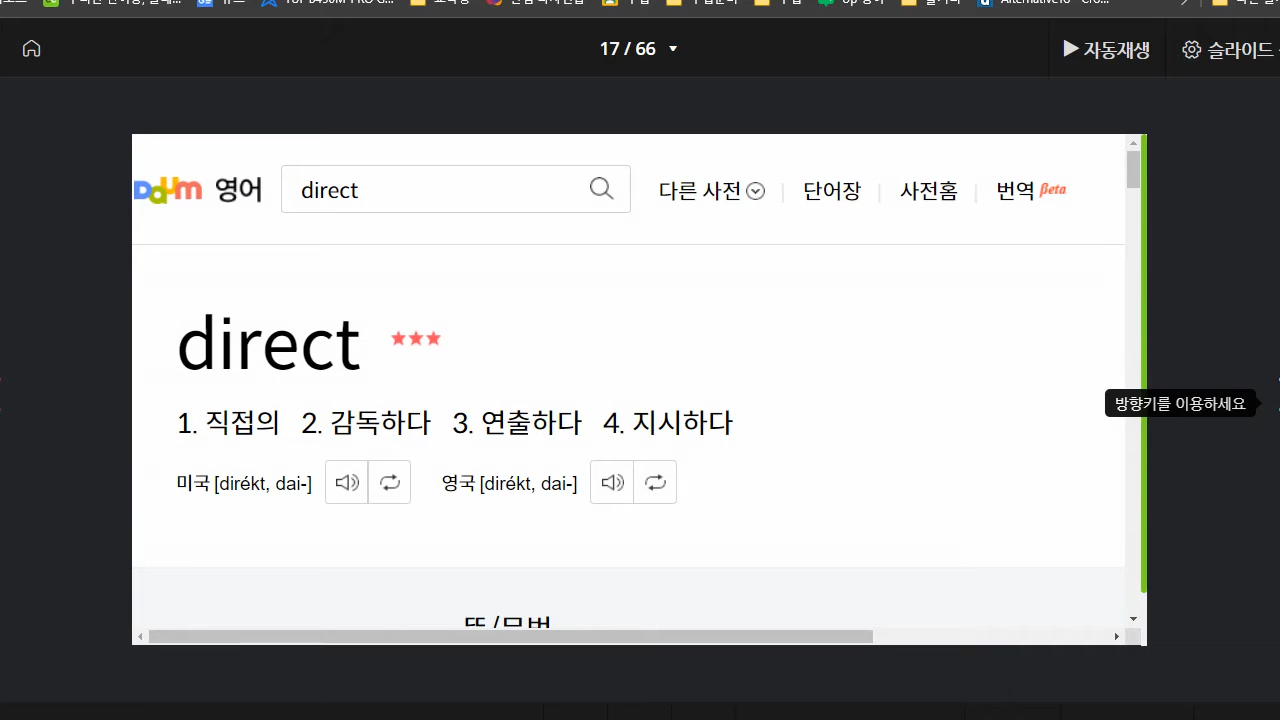 17 / 66
자동재생
슬라이드
Daum 영어
direct
다른 사전
단어장
사전홈
번역 Beta
direct
1. 직접의 2. 감독하다 3. 연출하다 4. 지시하다
미국 [dirékt, dai-]
영국 [dirékt, dai-]
방향키를 이용하세요
뜻/문법